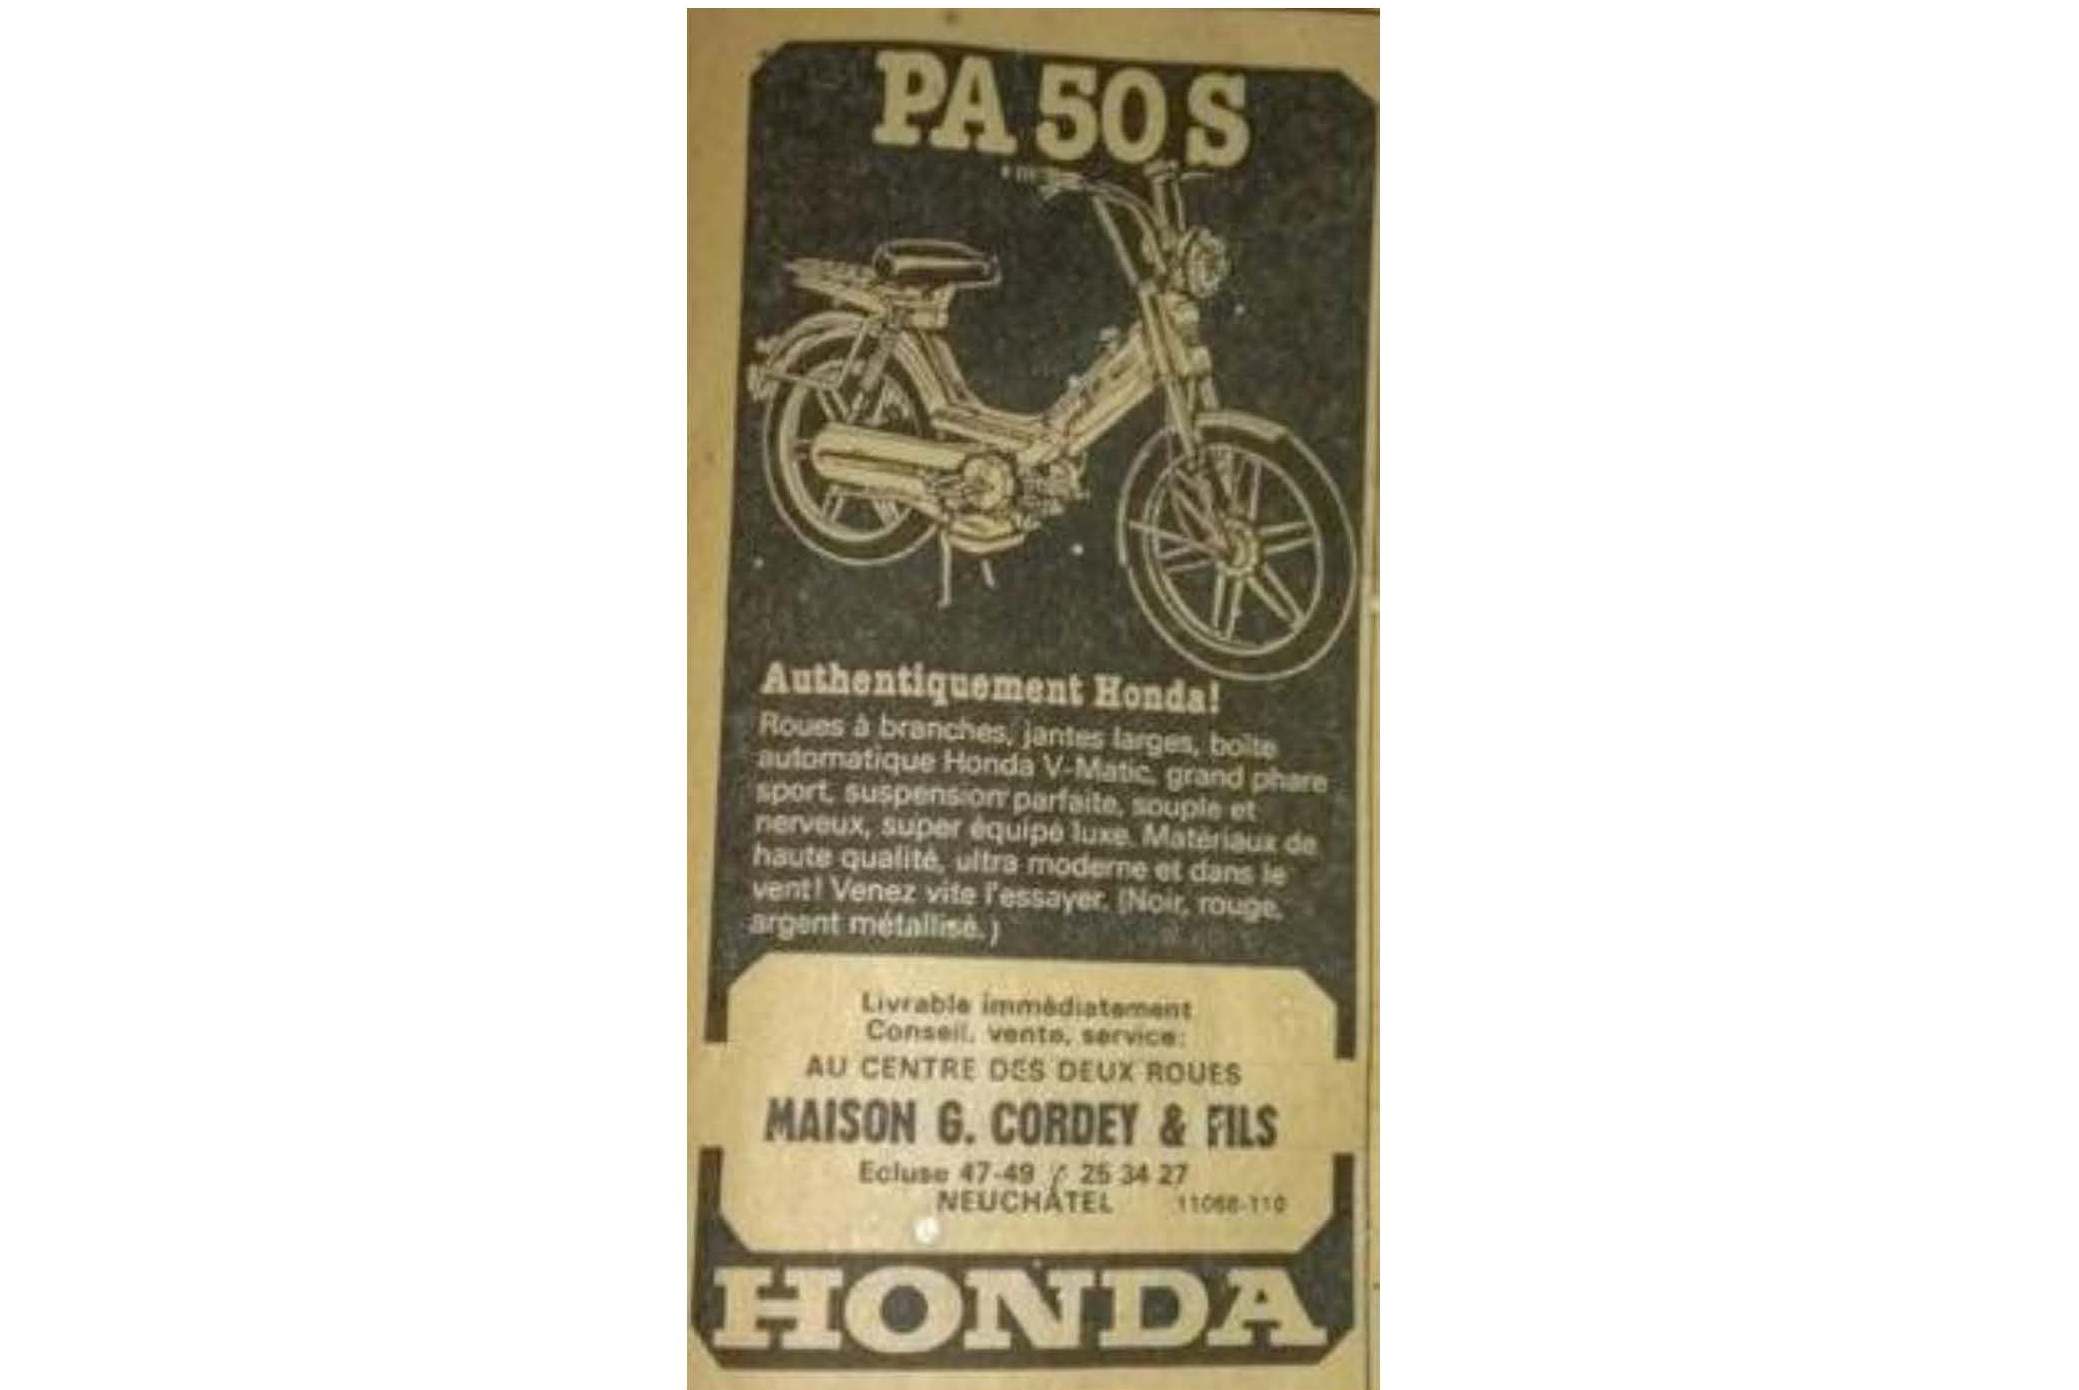 PA 50 S
Authentiquement Honda!
Roues à branches, jantes larges, boîte
automatique Honda V-Matic, grand phare
sport, suspension parfaite, souple et
nerveux, super équipé luxe. Matériaux de
haute qualité, ultra moderne et dans le
vent! Venez vite l'essayer. (Noir, rouge,
argent métallisé.)
Livrable immédiatement
Conseil, vente, service:
AU CENTRE DES DEUX ROUES
MAISON G. CORDEY & FILS
Ecluse 47-49 25 34 27
NEUCHÂTEL 11068-110
HONDA